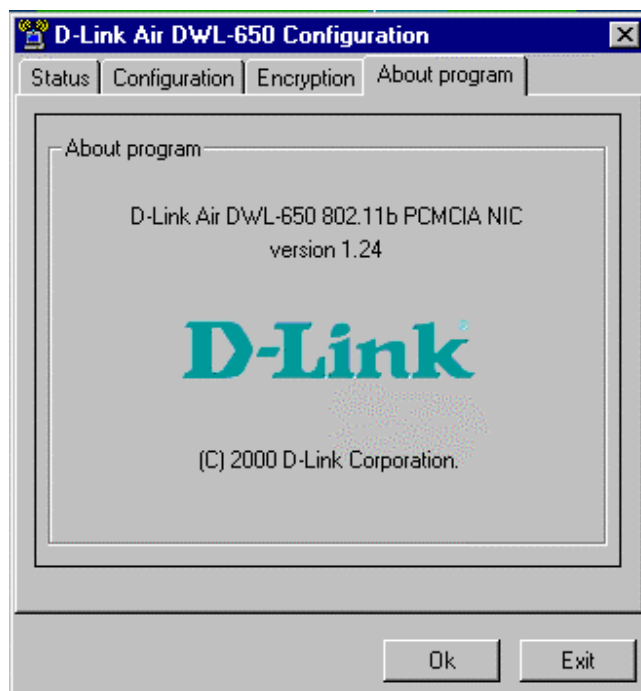 D-Link Air DWL-650 Configuration
Status Configuration Encryption About program
About program
D-Link Air DWL-650 802.11b PCMCIA NIC
version 1.24
D-Link
(C) 2000 D-Link Corporation.
Ok Exit